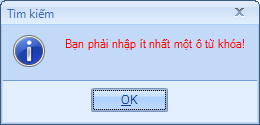 Tìm kiếm
Bạn phải nhập ít nhất một ô từ khóa!
OK